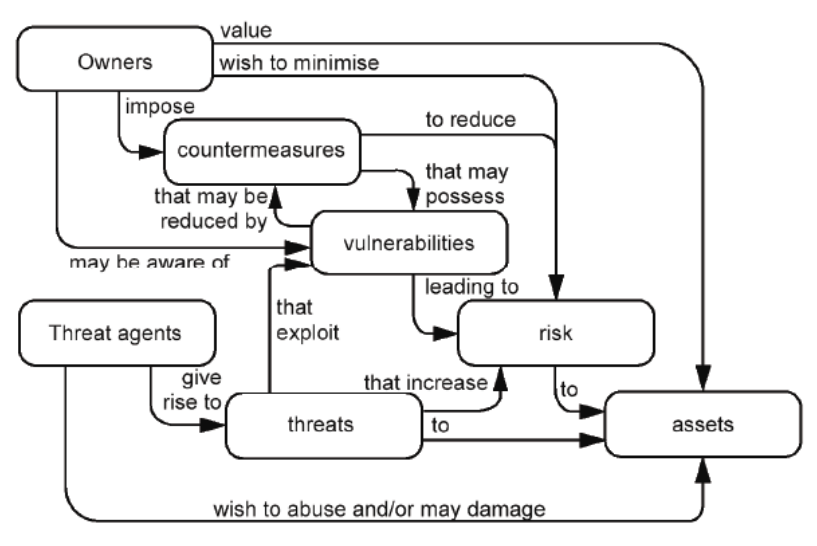 value
Owners
wish to minimise
impose
to reduce
countermeasures
that may
possess
that may be
reduced by
vulnerabilities
may be aware of
leading to
that
exploit
Threat agents
risk
give
rise to
that increase
to
threats
to
assets
wish to abuse and/or may damage